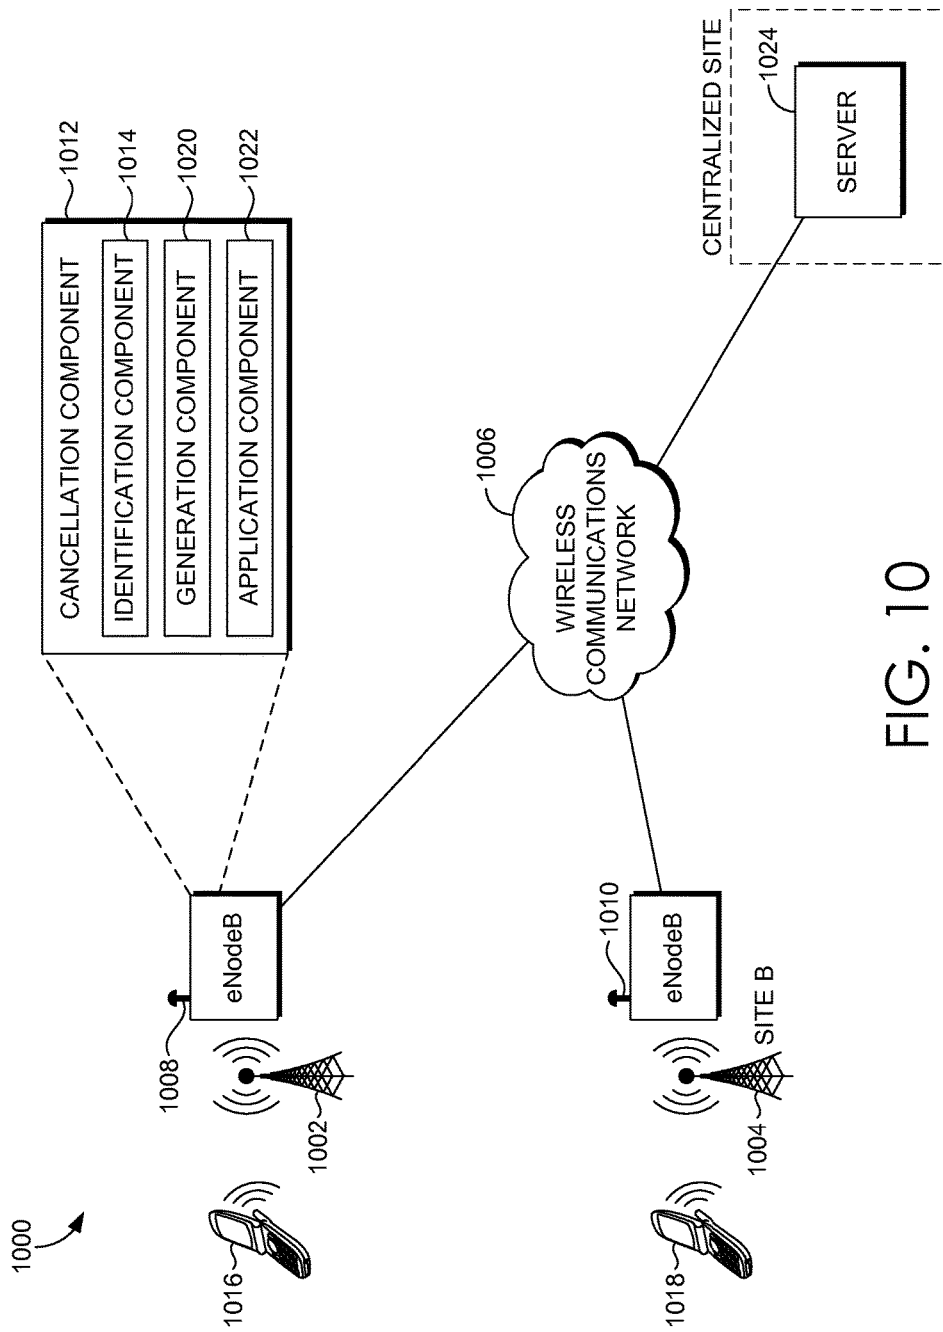 1000
1016
1002
1008
eNodeB
CANCELLATION COMPONENT
1012
IDENTIFICATION COMPONENT
1014
GENERATION COMPONENT
1020
APPLICATION COMPONENT
1022
1006
WIRELESS
COMMUNICATIONS
NETWORK
1018
1004
SITE B
1010
eNodeB
CENTRALIZED SITE
1024
SERVER
FIG. 10